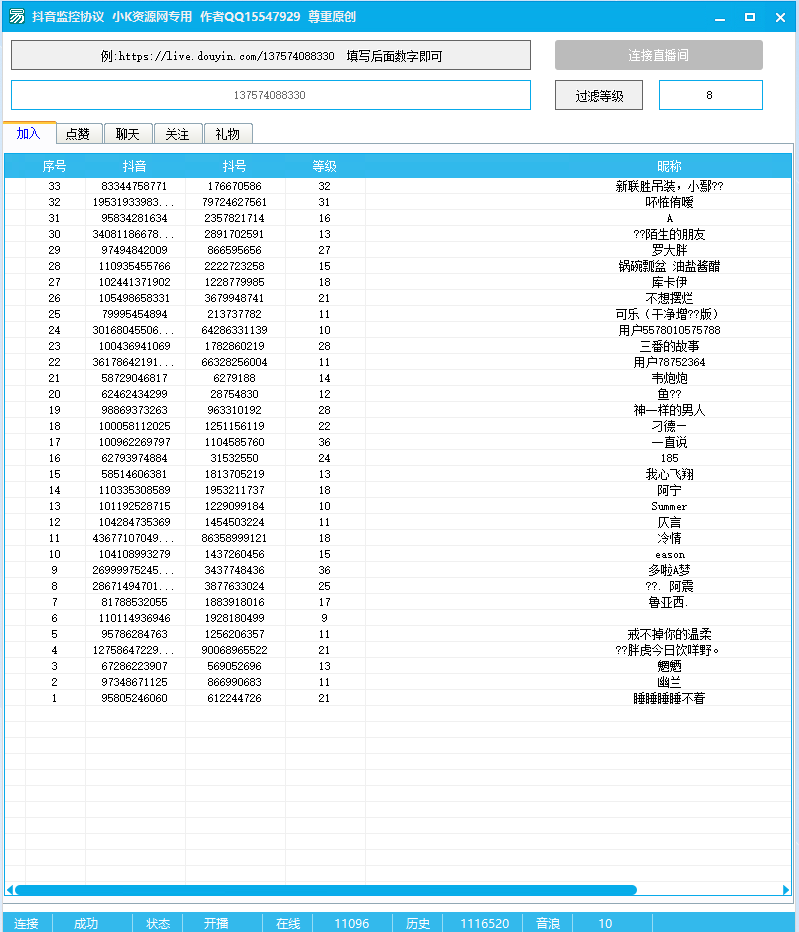 抖音监控协议 小K资源网专用 作者QQ15547929 尊重原创
例:https://live.douyin.com/137574088330 填写后面数字即可 连接直播间
137574088330 过滤等级 8
加入 点赞 聊天 关注 礼物
序号 抖音 抖号 等级 昵称
33 83344758771 176670586 32 新联胜吊装，小鄢??
32 19531933983... 79724627561 31 吥恠侑嗳
31 95834281634 2357821714 16 A
30 34081186678... 2891702591 13 ??陌生的朋友
29 97494842009 866595656 27 罗大胖
28 110935455766 2222723258 15 锅碗瓢盆 油盐酱醋
27 102441371902 1228779985 18 库卡伊
26 105498658331 3679948741 21 不想摆烂
25 79995454894 213737782 11 可乐（干净增??版）
24 30168045506... 64286331139 10 用户5578010575788
23 100436941069 1782860219 28 三番的故事
22 36178642191... 66328256004 11 用户78752364
21 58729046817 6279188 14 韦炮炮
20 62462434299 28754830 12 鱼??
19 98869373263 963310192 28 神一样的男人
18 100058112025 1251156119 22 刁德一
17 100962269797 1104585760 36 一直说
16 62793974884 31532550 24 185
15 58514606381 1813705219 13 我心飞翔
14 110335308589 1953211737 18 阿宁
13 101192528715 1229099184 10 Summer
12 104284735369 1454503224 11 仄言
11 43677107049... 86358999121 18 冷情
10 104108993279 1437260456 15 eason
9 26999975245... 3437748436 36 多啦A梦
8 28671494701... 3877633024 25 ??. 阿震
7 81788532055 1883918016 17 鲁亚西.
6 110114936946 1928180499 9
5 95786284763 1256206357 11 戒不掉你的温柔
4 12758647229... 90068965522 21 ??胖虎今日饮咩野。
3 67286223907 569052696 13 魍魉
2 97348671125 866990683 11 幽兰
1 95805246060 612244726 21 睡睡睡睡不着
连接 成功 状态 开播 在线 11096 历史 1116520 音浪 10